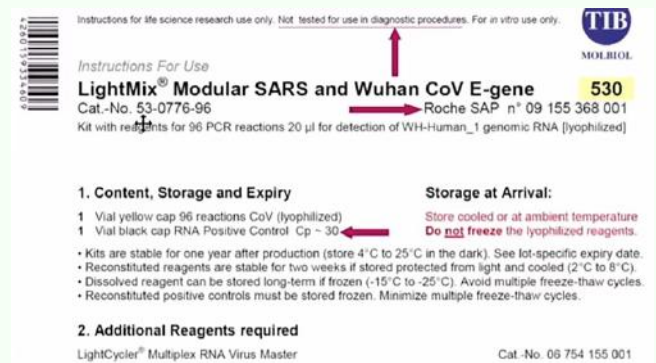 Instructions for life science research use only. Not tested for use in diagnostic procedures. For in vitro use only.
TIB
MOLBIOL
4260159334609
Instructions For Use
LightMix® Modular SARS and Wuhan CoV E-gene
530
Cat.-No. 53-0776-96
Roche SAP n° 09 155 368 001
Kit with reagents for 96 PCR reactions 20 µl for detection of WH-Human_1 genomic RNA [lyophilized]
1. Content, Storage and Expiry
Storage at Arrival:
1 Vial yellow cap 96 reactions CoV (lyophilized)
Store cooled or at ambient temperature
1 Vial black cap RNA Positive Control Cp ~ 30
Do not freeze the lyophilized reagents.
• Kits are stable for one year after production (store 4°C to 25°C in the dark). See lot-specific expiry date.
• Reconstituted reagents are stable for two weeks if stored protected from light and cooled (2°C to 8°C).
• Dissolved reagent can be stored long-term if frozen (-15°C to -25°C). Avoid multiple freeze-thaw cycles.
• Reconstituted positive controls must be stored frozen. Minimize multiple freeze-thaw cycles.
2. Additional Reagents required
LightCycler® Multiplex RNA Virus Master
Cat.-No. 06 754 155 001